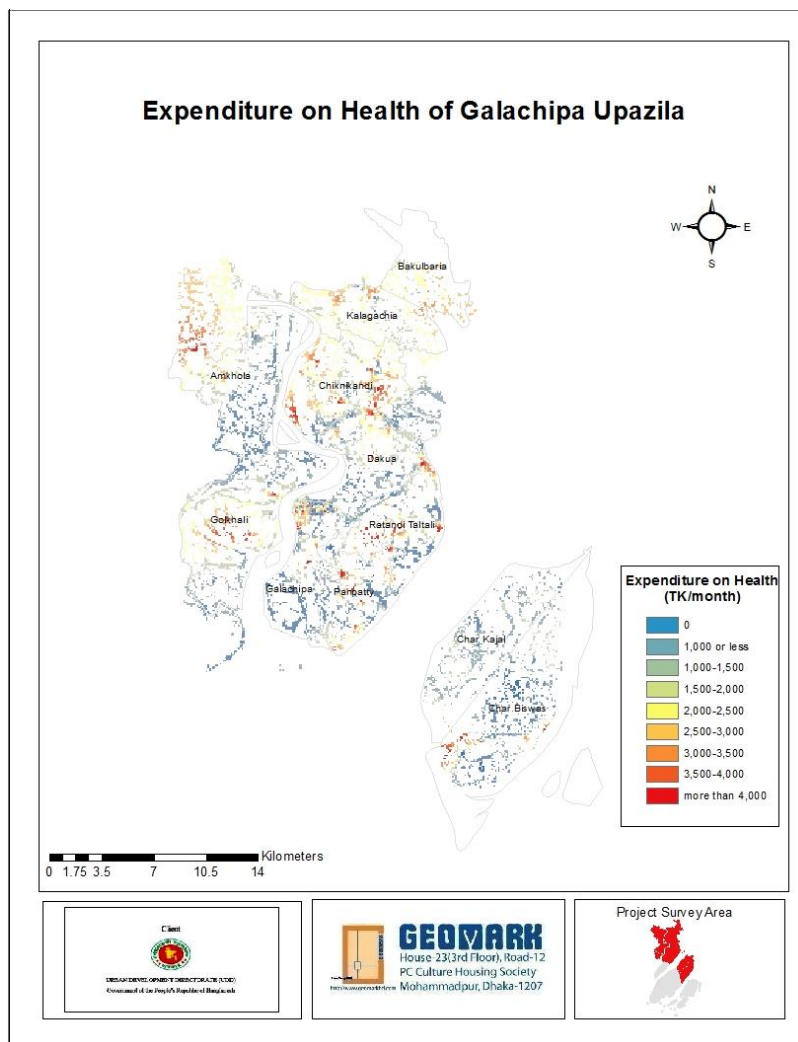 Expenditure on Health of Galachipa Upazila
N
W
E
S
Bakulbaria
Kalagachia
Amkhola
Chiknikandi
Dakua
Golkhali
Ratandi Taltali
Galachipa
Panpatty
Char Kajal
Char Biswas
Expenditure on Health
(TK/month)
0
1,000 or less
1,000-1,500
1,500-2,000
2,000-2,500
2,500-3,000
3,000-3,500
3,500-4,000
more than 4,000
Kilometers
0 1.75 3.5 7 10.5 14
Client
URBAN DEVELOPMENT DIRECTORATE (UDD)
Government of the People's Republic of Bangladesh
GEOMARK
House-23(3rd Floor), Road-12
PC Culture Housing Society
Mohammadpur, Dhaka-1207
Project Survey Area